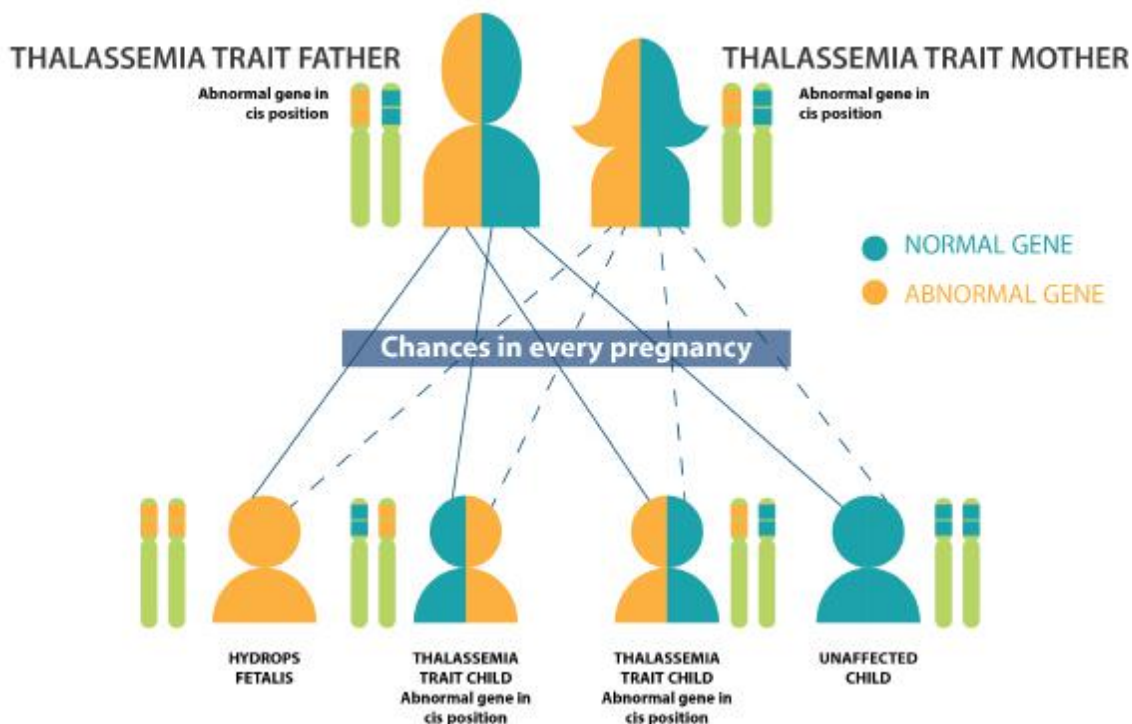 THALASSEMIA TRAIT FATHER
Abnormal gene in
cis position
THALASSEMIA TRAIT MOTHER
Abnormal gene in
cis position
NORMAL GENE
ABNORMAL GENE
Chances in every pregnancy
HYDROPS
FETALIS
THALASSEMIA
TRAIT CHILD
Abnormal gene in
cis position
THALASSEMIA
TRAIT CHILD
Abnormal gene in
cis position
UNAFFECTED
CHILD